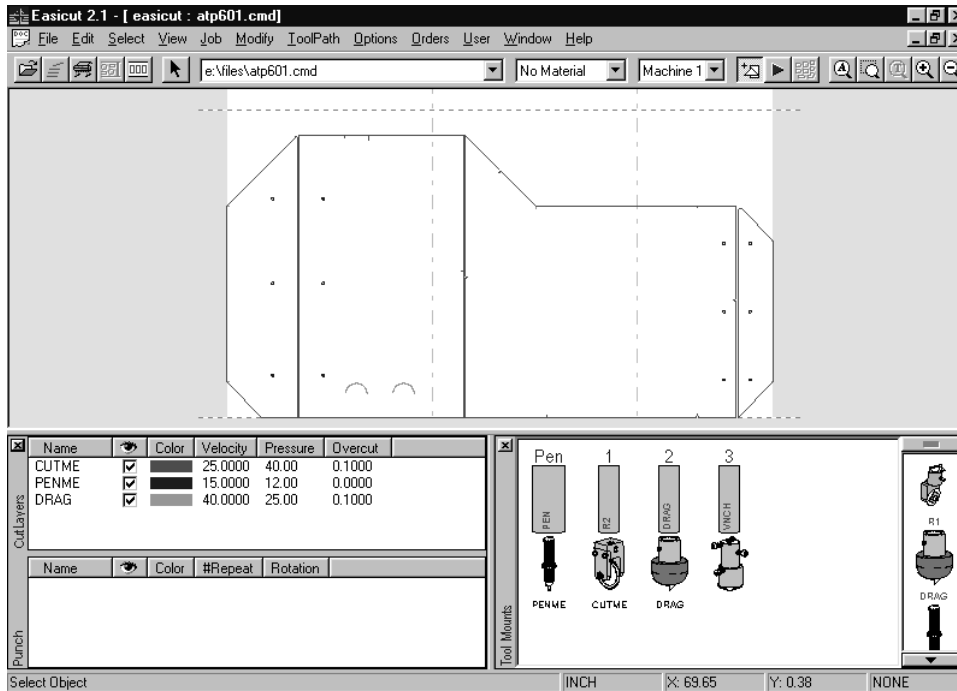 Easicut 2.1 - [ easicut : atp601.cmd]
File Edit Select View Job Modify ToolPath Options Orders User Window Help
e:\files\atp601.cmd No Material Machine 1
Name Color Velocity Pressure Overcut
CUTME 25.0000 40.00 0.1000
PENME 15.0000 12.00 0.0000
DRAG 40.0000 25.00 0.1000
CutLayers
Name Color #Repeat Rotation
Punch
Pen 1 2 3
PEN R2 DRAG VNCH
PENME CUTME DRAG
Tool Mounts
R1
DRAG
Select Object INCH X: 69.65 Y: 0.38 NONE